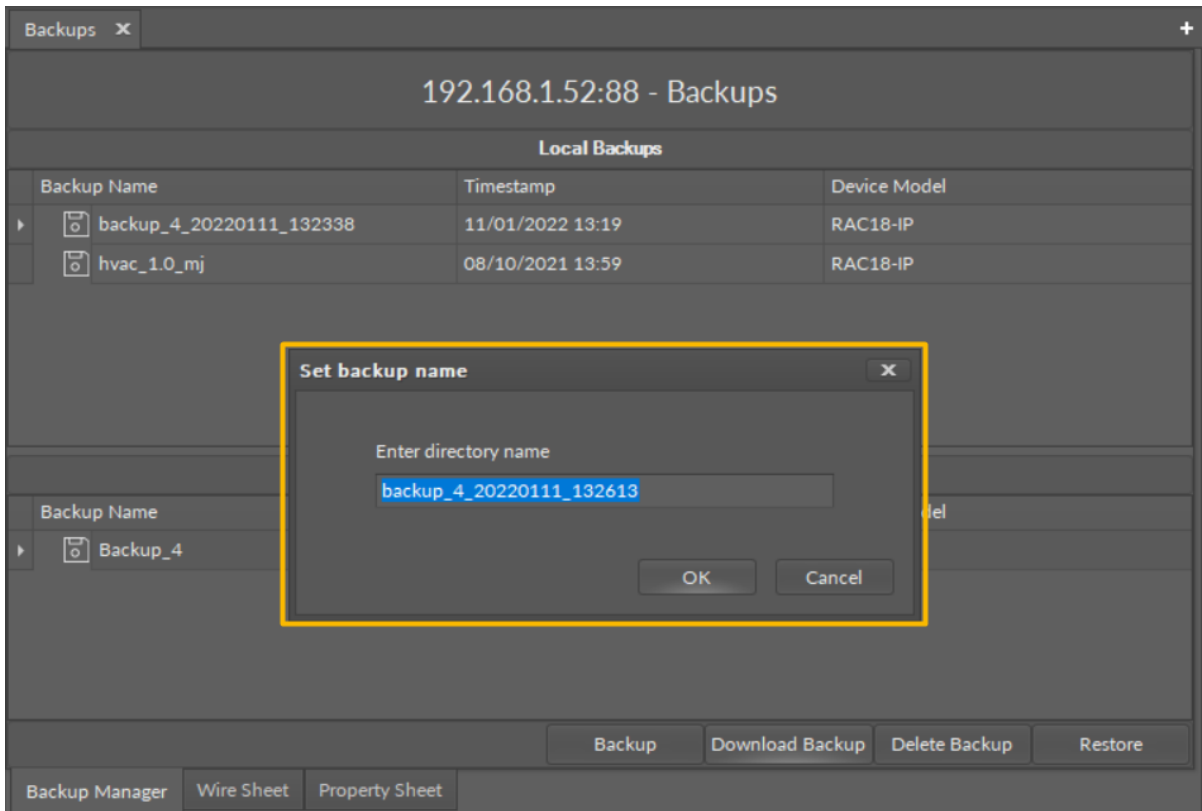 Backups
192.168.1.52:88 - Backups
Local Backups
Backup Name Timestamp Device Model
backup_4_20220111_132338 11/01/2022 13:19 RAC18-IP
hvac_1.0_mj 08/10/2021 13:59 RAC18-IP
Set backup name
Enter directory name
backup_4_20220111_132613
OK Cancel
Backup Name
Backup_4
Backup Download Backup Delete Backup Restore
Backup Manager Wire Sheet Property Sheet